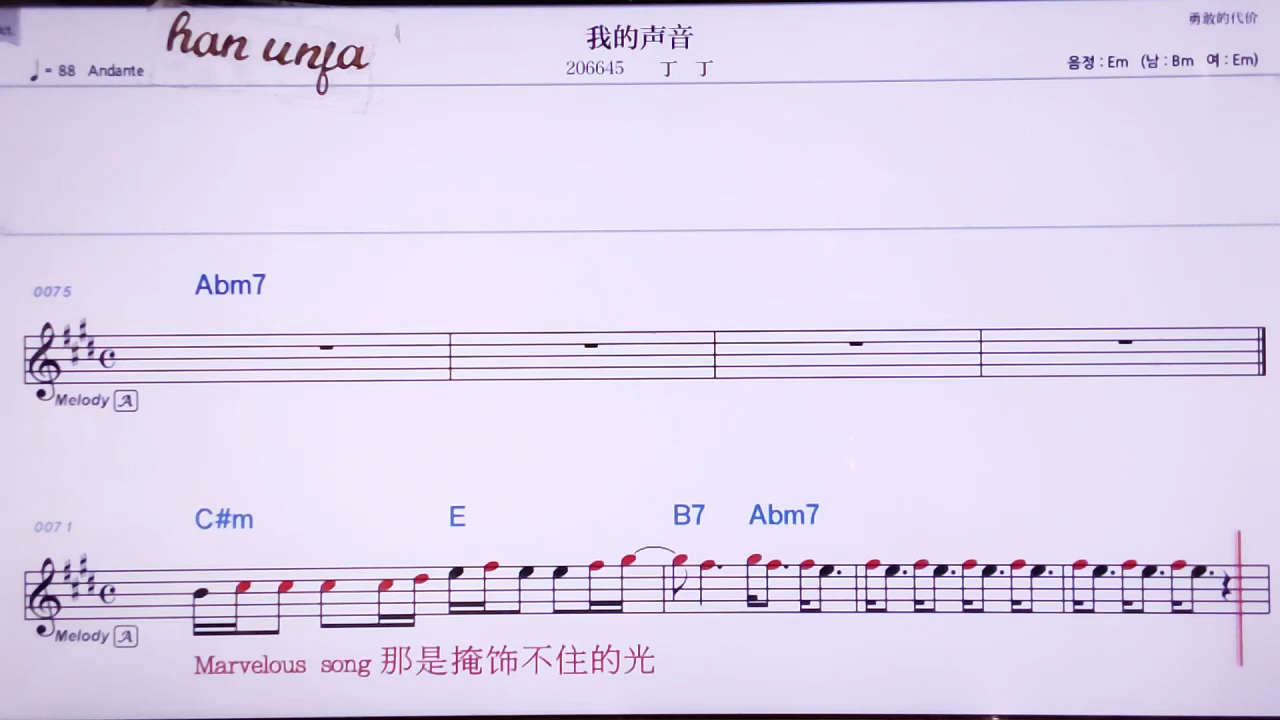 han unfa
我的声音
勇敢的代价
♩= 88 Andante
206645 丁 丁
음정 : Em (남 : Bm 여 : Em)
0075
Abm7
Melody A
0071
C#m E B7 Abm7
Melody A
Marvelous song 那是掩饰不住的光